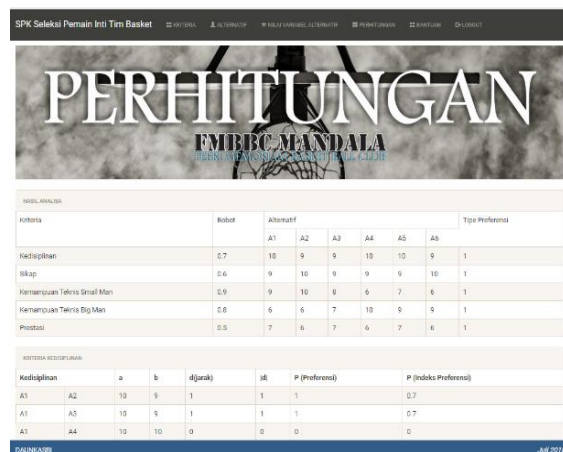 SPK Seleksi Pemain Inti Tim Basket KRITERIA ALTERNATIF NILAI VARIABEL ALTERNATIF PERHITUNGAN BANTUAN LOGOUT
PERHITUNGAN
FMBBC MANDALA
HASIL ANALISA
Kriteria Bobot Alternatif Tipe Preferensi
A1 A2 A3 A4 A5 A6
Kedisiplinan 0.7 10 9 9 10 10 9 1
Sikap 0.6 9 10 9 9 9 10 1
Kemampuan Teknis Small Man 0.9 9 10 8 6 7 6 1
Kemampuan Teknis Big Man 0.8 6 6 7 10 9 9 1
Prestasi 0.5 7 6 7 6 7 6 1
KRITERIA KEDISIPLINAN
Kedisiplinan a b d(jarak) |d| P (Preferensi) P (Indeks Preferensi)
A1 A2 10 9 1 1 1 0.7
A1 A3 10 9 1 1 1 0.7
A1 A4 10 10 0 0 0 0
DAUNKASRI